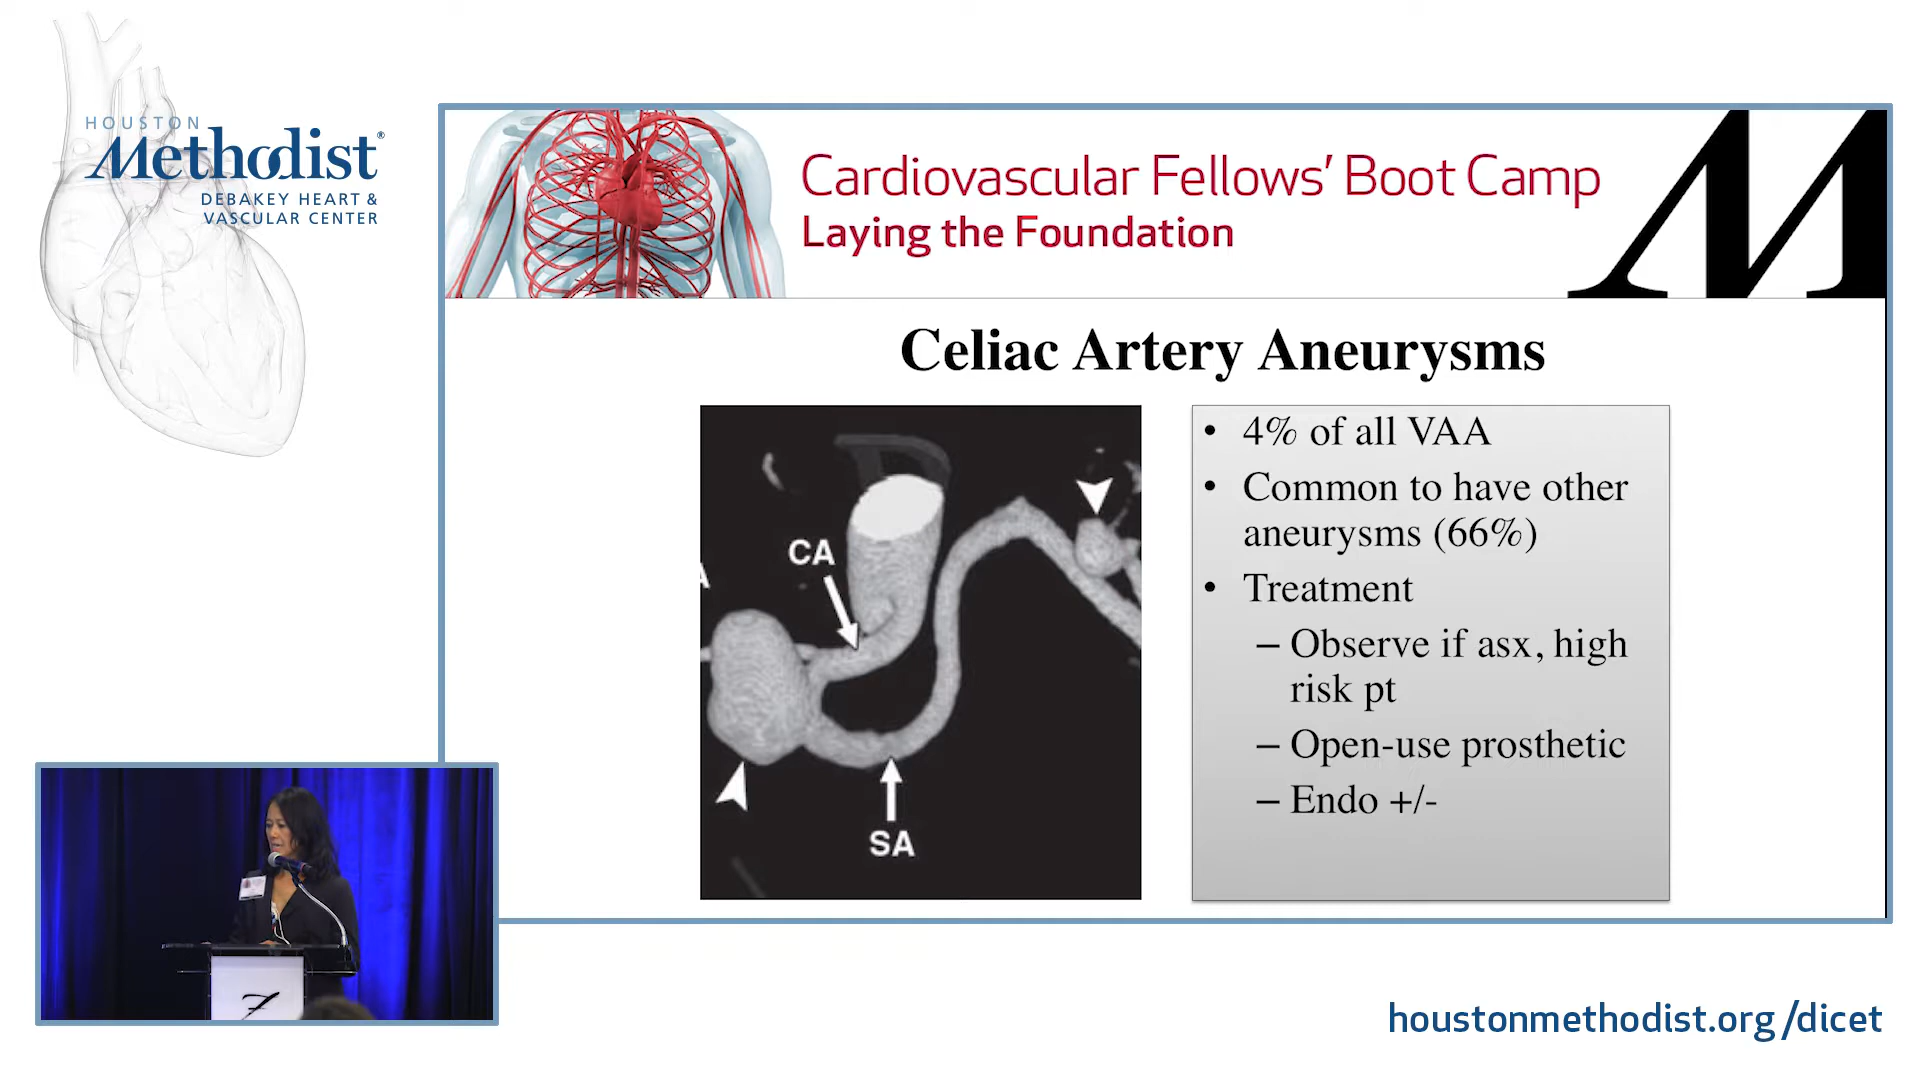 HOUSTON
Methodist®
DEBAKEY HEART &
VASCULAR CENTER
Cardiovascular Fellows' Boot Camp
Laying the Foundation
M
Celiac Artery Aneurysms
CA
A
SA
• 4% of all VAA
• Common to have other
aneurysms (66%)
• Treatment
– Observe if asx, high
risk pt
– Open-use prosthetic
– Endo +/-
houstonmethodist.org/dicet